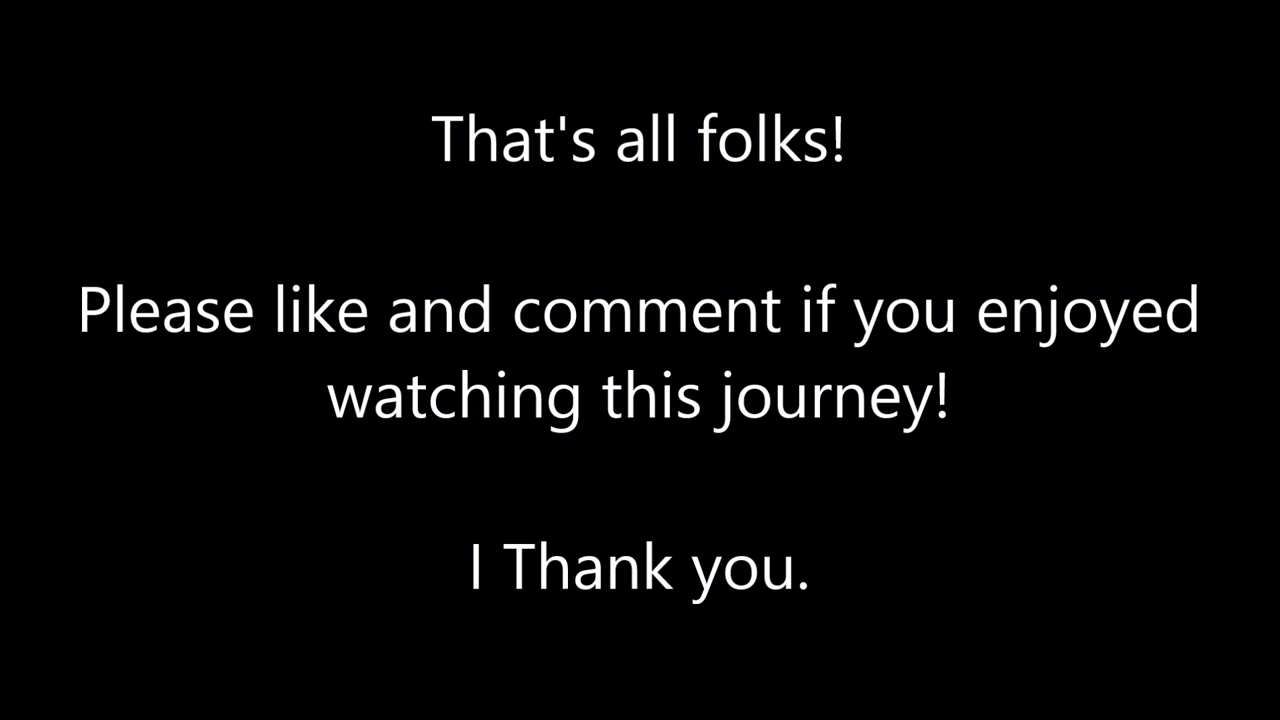 That's all folks!
Please like and comment if you enjoyed
watching this journey!
I Thank you.